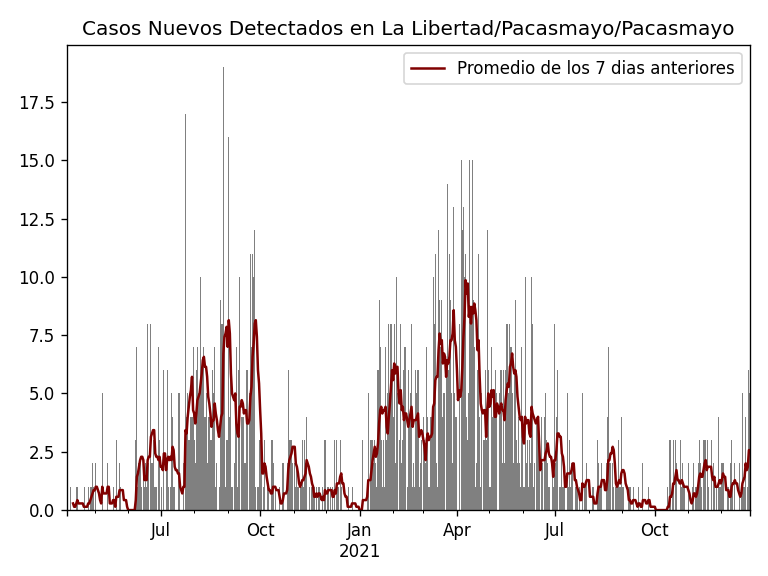 Casos Nuevos Detectados en La Libertad/Pacasmayo/Pacasmayo
Promedio de los 7 dias anteriores
17.5
15.0
12.5
10.0
7.5
5.0
2.5
0.0
Jul
Oct
Jan
2021
Apr
Jul
Oct